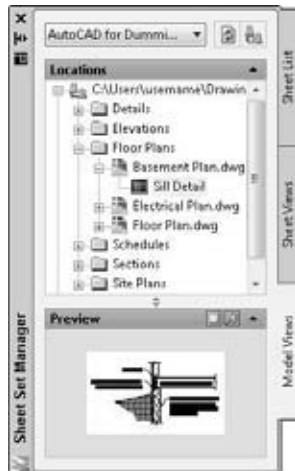 AutoCAD for Dummi...
Locations
C:\Users\username\Drawin
Details
Elevations
Floor Plans
Basement Plan.dwg
Sill Detail
Electrical Plan.dwg
Floor Plan.dwg
Schedules
Sections
Site Plans
Preview
Sheet Set Manager
Sheet List
Sheet Views
Model Views